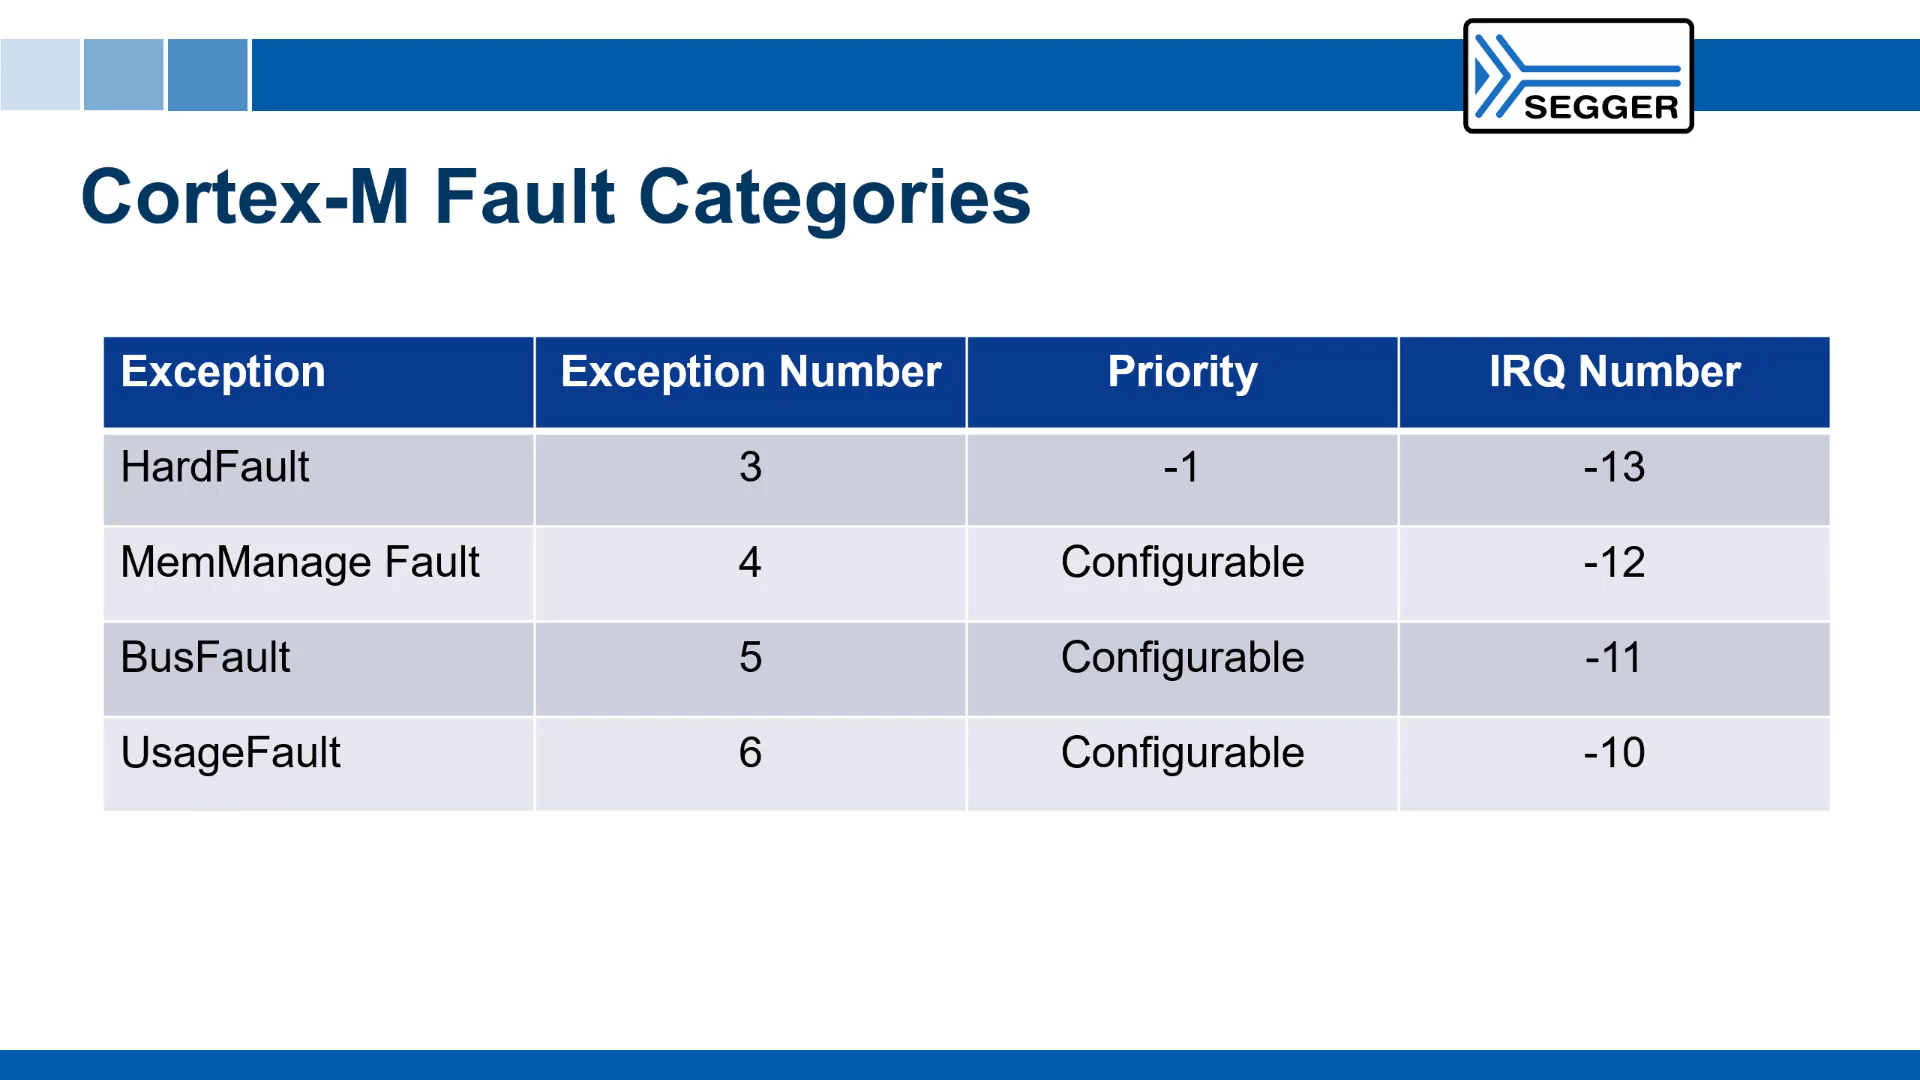 SEGGER
Cortex-M Fault Categories
Exception Exception Number Priority IRQ Number
HardFault 3 -1 -13
MemManage Fault 4 Configurable -12
BusFault 5 Configurable -11
UsageFault 6 Configurable -10